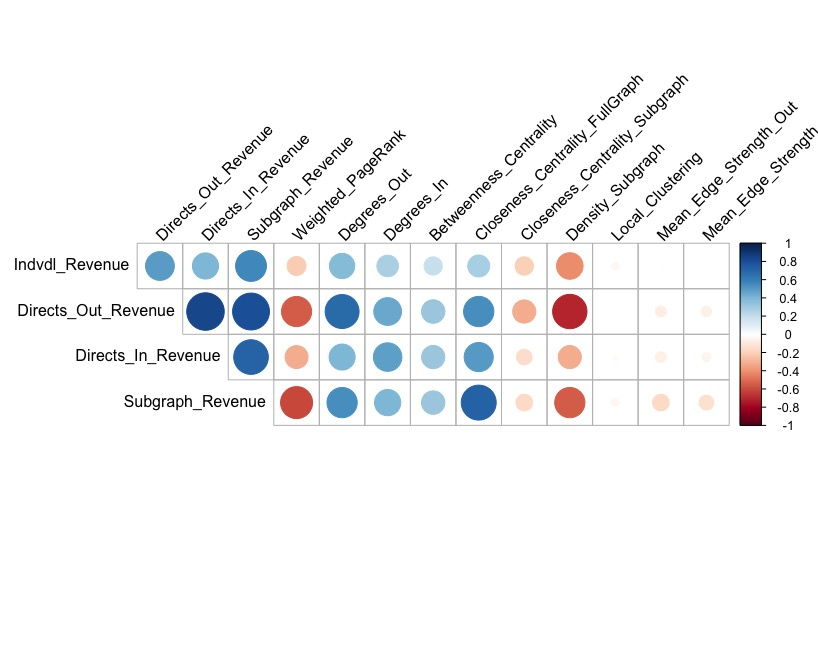 Directs_Out_Revenue
Directs_In_Revenue
Subgraph_Revenue
Weighted_PageRank
Degrees_Out
Degrees_In
Betweenness_Centrality
Closeness_Centrality_FullGraph
Closeness_Centrality_Subgraph
Density_Subgraph
Local_Clustering
Mean_Edge_Strength_Out
Mean_Edge_Strength
Indvdl_Revenue
Directs_Out_Revenue
Directs_In_Revenue
Subgraph_Revenue
1
0.8
0.6
0.4
0.2
0
-0.2
-0.4
-0.6
-0.8
-1